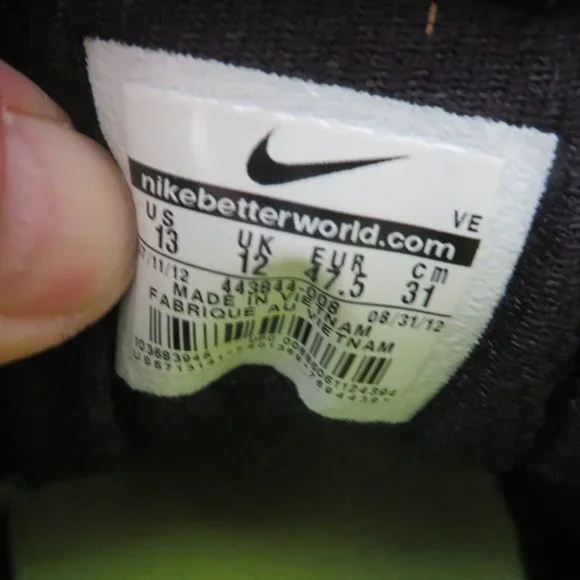 nikebetterworld.com
VE
US UK EUR cm
13 12 47.5 31
443844-008 08/31/12
MADE IN VIETNAM
FABRIQUE AU VIETNAM